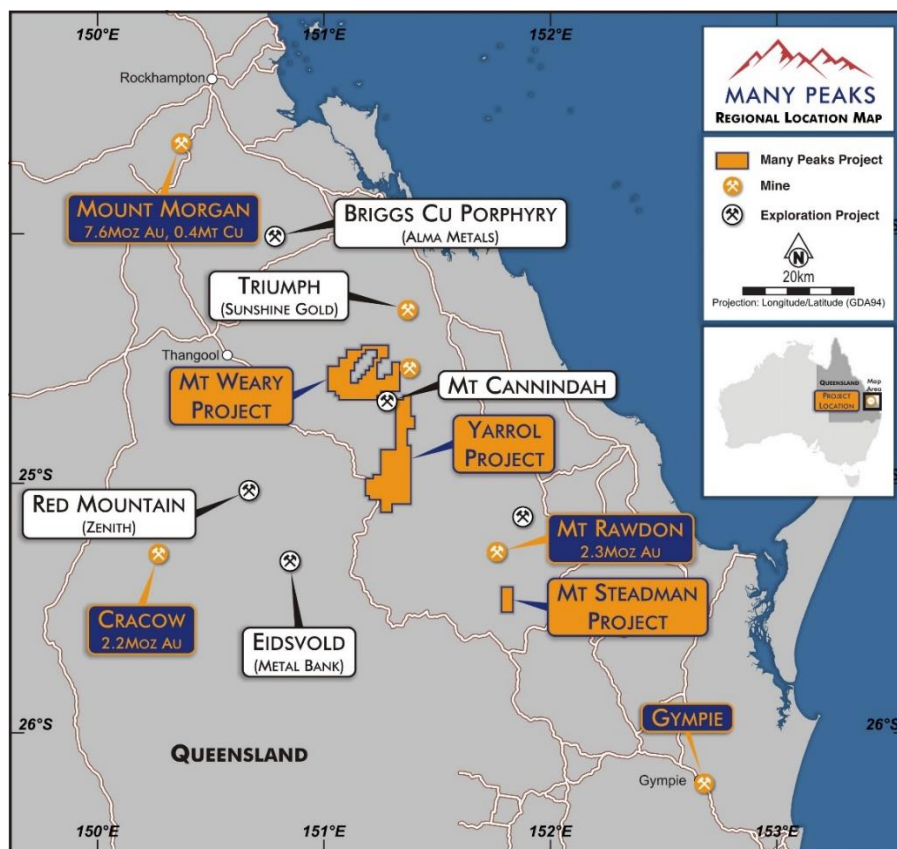 150°E
151°E
152°E
Rockhampton
MANY PEAKS
REGIONAL LOCATION MAP
Many Peaks Project
Mine
Exploration Project
N
20km
Projection: Longitude/Latitude (GDA94)
MOUNT MORGAN
7.6MOZ AU, 0.4MT CU
BRIGGS CU PORPHYRY
(ALMA METALS)
TRIUMPH
(SUNSHINE GOLD)
Thangool
MT WEARY
PROJECT
MT CANNINDAH
YARROL
PROJECT
QUEENSLAND
PROJECT
LOCATION
Map
Area
25°S
RED MOUNTAIN
(ZENITH)
MT RAWDON
2.3MOZ AU
CRACOW
2.2MOZ AU
EIDSVOLD
(METAL BANK)
MT STEADMAN
PROJECT
26°S
26°S
QUEENSLAND
GYMPIE
Gympie
150°E
151°E
152°E
153°E